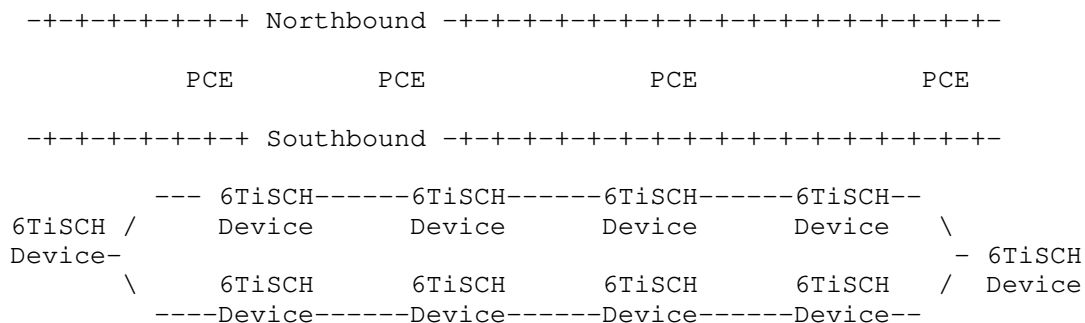 -+-+-+-+-+-+ Northbound -+-+-+-+-+-+-+-+-+-+-+-+-+-+-+-+-+-
PCE PCE PCE PCE
-+-+-+-+-+-+ Southbound -+-+-+-+-+-+-+-+-+-+-+-+-+-+-+-+-+-
--- 6TiSCH------6TiSCH------6TiSCH------6TiSCH--
6TiSCH / Device Device Device Device \
Device- - 6TiSCH
\ 6TiSCH 6TiSCH 6TiSCH 6TiSCH / Device
----Device------Device------Device------Device--